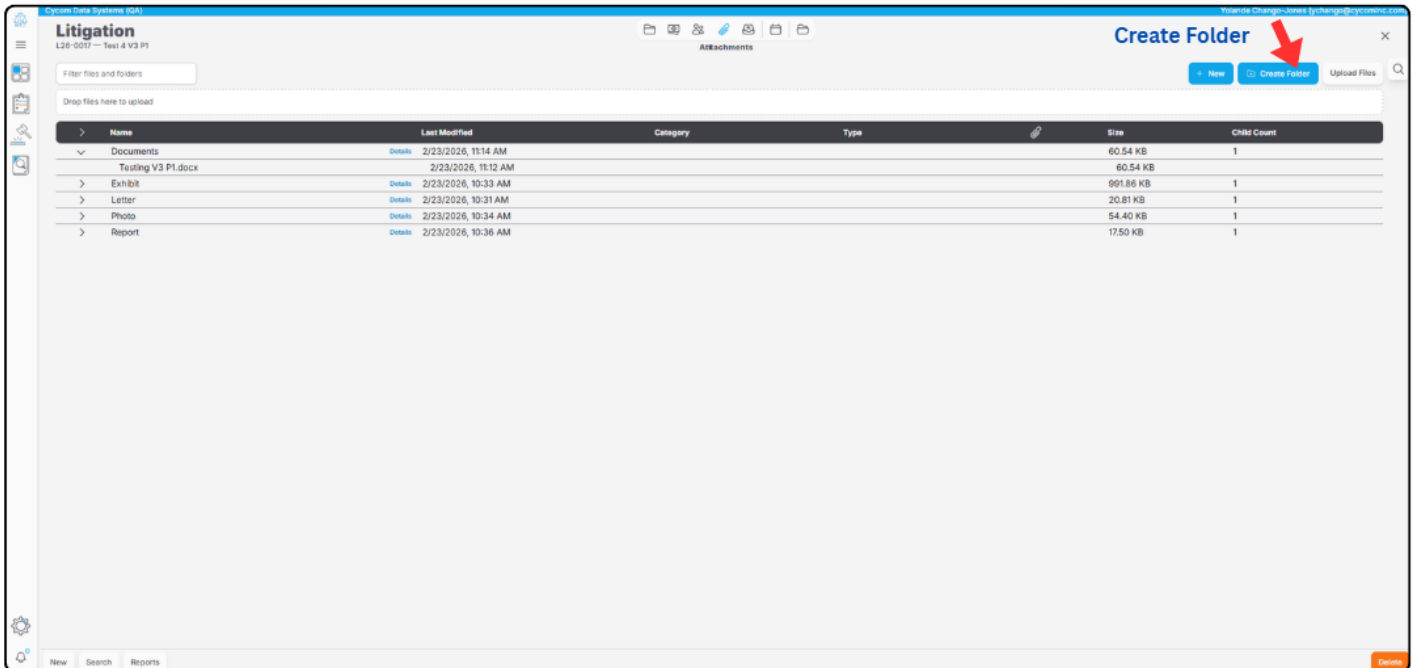 Cycom Data Systems (QA)
Yolande Chango-Jones (ychango@cycominc.com)
Litigation
L26-0017 — Test 4 V3 P1
Attachments
Create Folder
Filter files and folders
+ New
Create Folder
Upload Files
Drop files here to upload
Name Last Modified Category Type Size Child Count
Documents Details 2/23/2026, 11:14 AM 60.54 KB 1
Testing V3 P1.docx 2/23/2026, 11:12 AM 60.54 KB
Exhibit Details 2/23/2026, 10:33 AM 991.86 KB 1
Letter Details 2/23/2026, 10:31 AM 20.81 KB 1
Photo Details 2/23/2026, 10:34 AM 54.40 KB 1
Report Details 2/23/2026, 10:36 AM 17.50 KB 1
New Search Reports
Delete